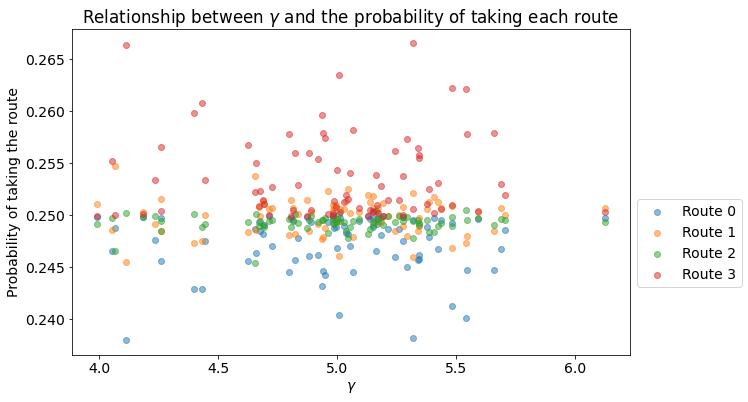 Relationship between γ and the probability of taking each route
Probability of taking the route
0.265
0.260
0.255
0.250
0.245
0.240
4.0 4.5 5.0 5.5 6.0
γ
Route 0
Route 1
Route 2
Route 3